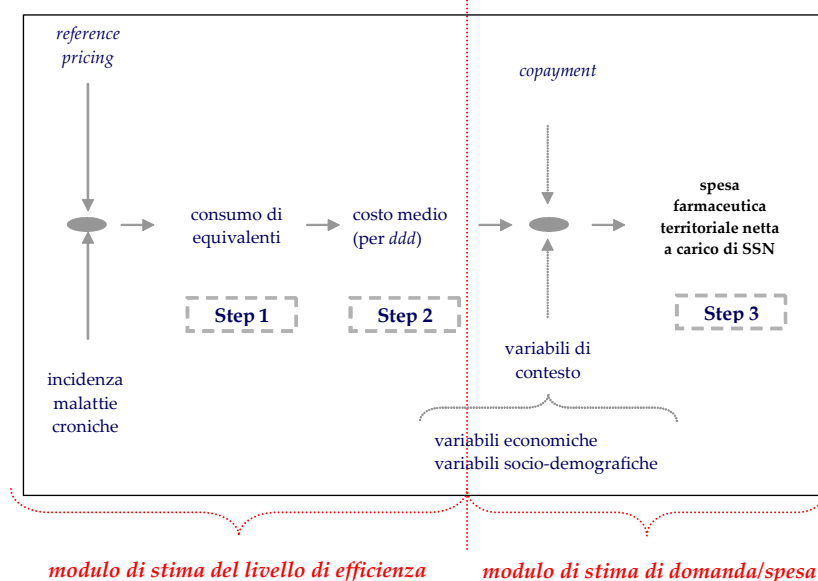 reference
pricing
copayment
consumo di
equivalenti
costo medio
(per ddd)
spesa
farmaceutica
territoriale netta
a carico di SSN
Step 1
Step 2
Step 3
incidenza
malattie
croniche
variabili di
contesto
variabili economiche
variabili socio-demografiche
modulo di stima del livello di efficienza
modulo di stima di domanda/spesa